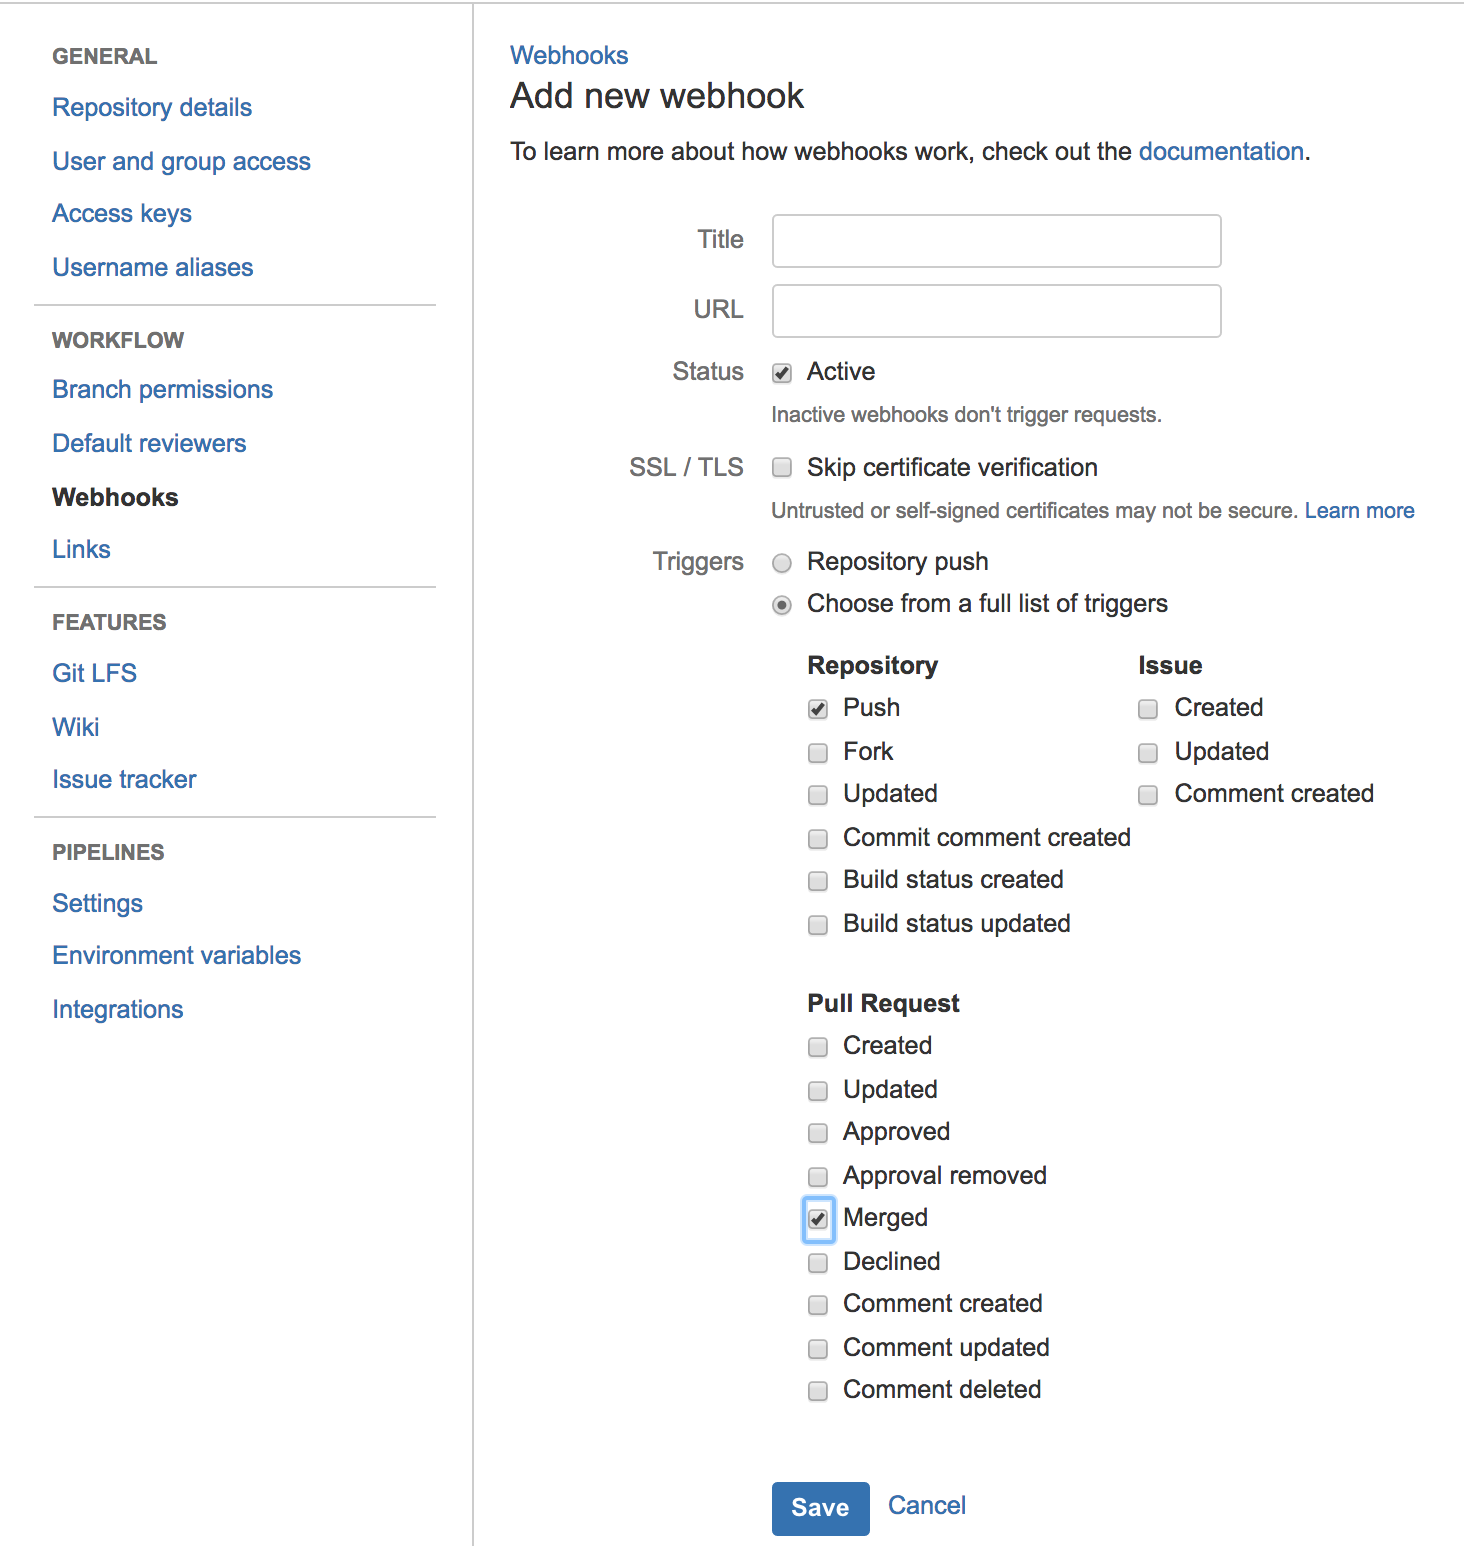 GENERAL
Repository details
User and group access
Access keys
Username aliases
WORKFLOW
Branch permissions
Default reviewers
Webhooks
Links
FEATURES
Git LFS
Wiki
Issue tracker
PIPELINES
Settings
Environment variables
Integrations
Webhooks
Add new webhook
To learn more about how webhooks work, check out the documentation.
Title
URL
Status Active
Inactive webhooks don't trigger requests.
SSL / TLS Skip certificate verification
Untrusted or self-signed certificates may not be secure. Learn more
Triggers Repository push
Choose from a full list of triggers
Repository
Push
Fork
Updated
Commit comment created
Build status created
Build status updated
Issue
Created
Updated
Comment created
Pull Request
Created
Updated
Approved
Approval removed
Merged
Declined
Comment created
Comment updated
Comment deleted
Save Cancel